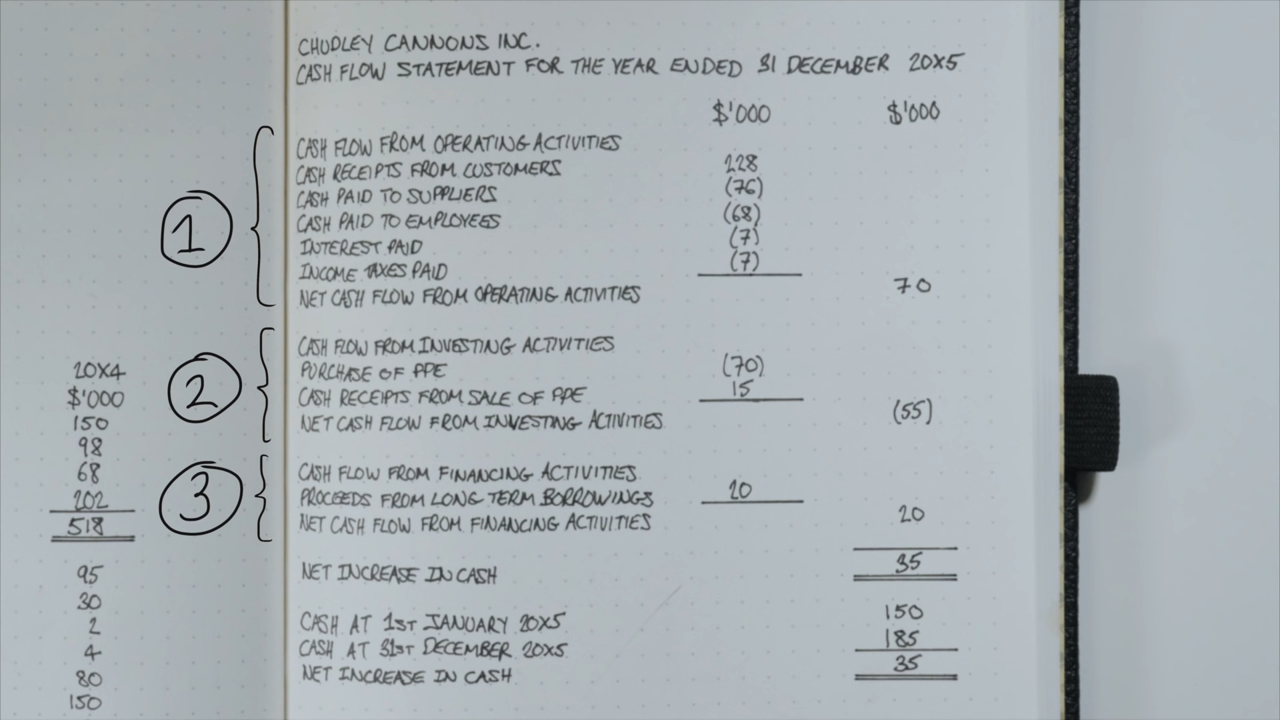 CHUDLEY CANNONS INC.
CASH FLOW STATEMENT FOR THE YEAR ENDED 31 DECEMBER 20X5
$'000 $'000
CASH FLOW FROM OPERATING ACTIVITIES
CASH RECEIPTS FROM CUSTOMERS 228
CASH PAID TO SUPPLIERS (76)
CASH PAID TO EMPLOYEES (68)
INTEREST PAID (7)
INCOME TAXES PAID (7)
NET CASH FLOW FROM OPERATING ACTIVITIES 70
1
CASH FLOW FROM INVESTING ACTIVITIES
PURCHASE OF PPE (70)
CASH RECEIPTS FROM SALE OF PPE 15
NET CASH FLOW FROM INVESTING ACTIVITIES (55)
2
CASH FLOW FROM FINANCING ACTIVITIES
PROCEEDS FROM LONG TERM BORROWINGS 20
NET CASH FLOW FROM FINANCING ACTIVITIES 20
3
NET INCREASE IN CASH 35
CASH AT 1ST JANUARY 20X5 150
CASH AT 31ST DECEMBER 20X5 185
NET INCREASE IN CASH 35
20X4
$'000
150
98
68
202
518
95
30
2
4
80
150